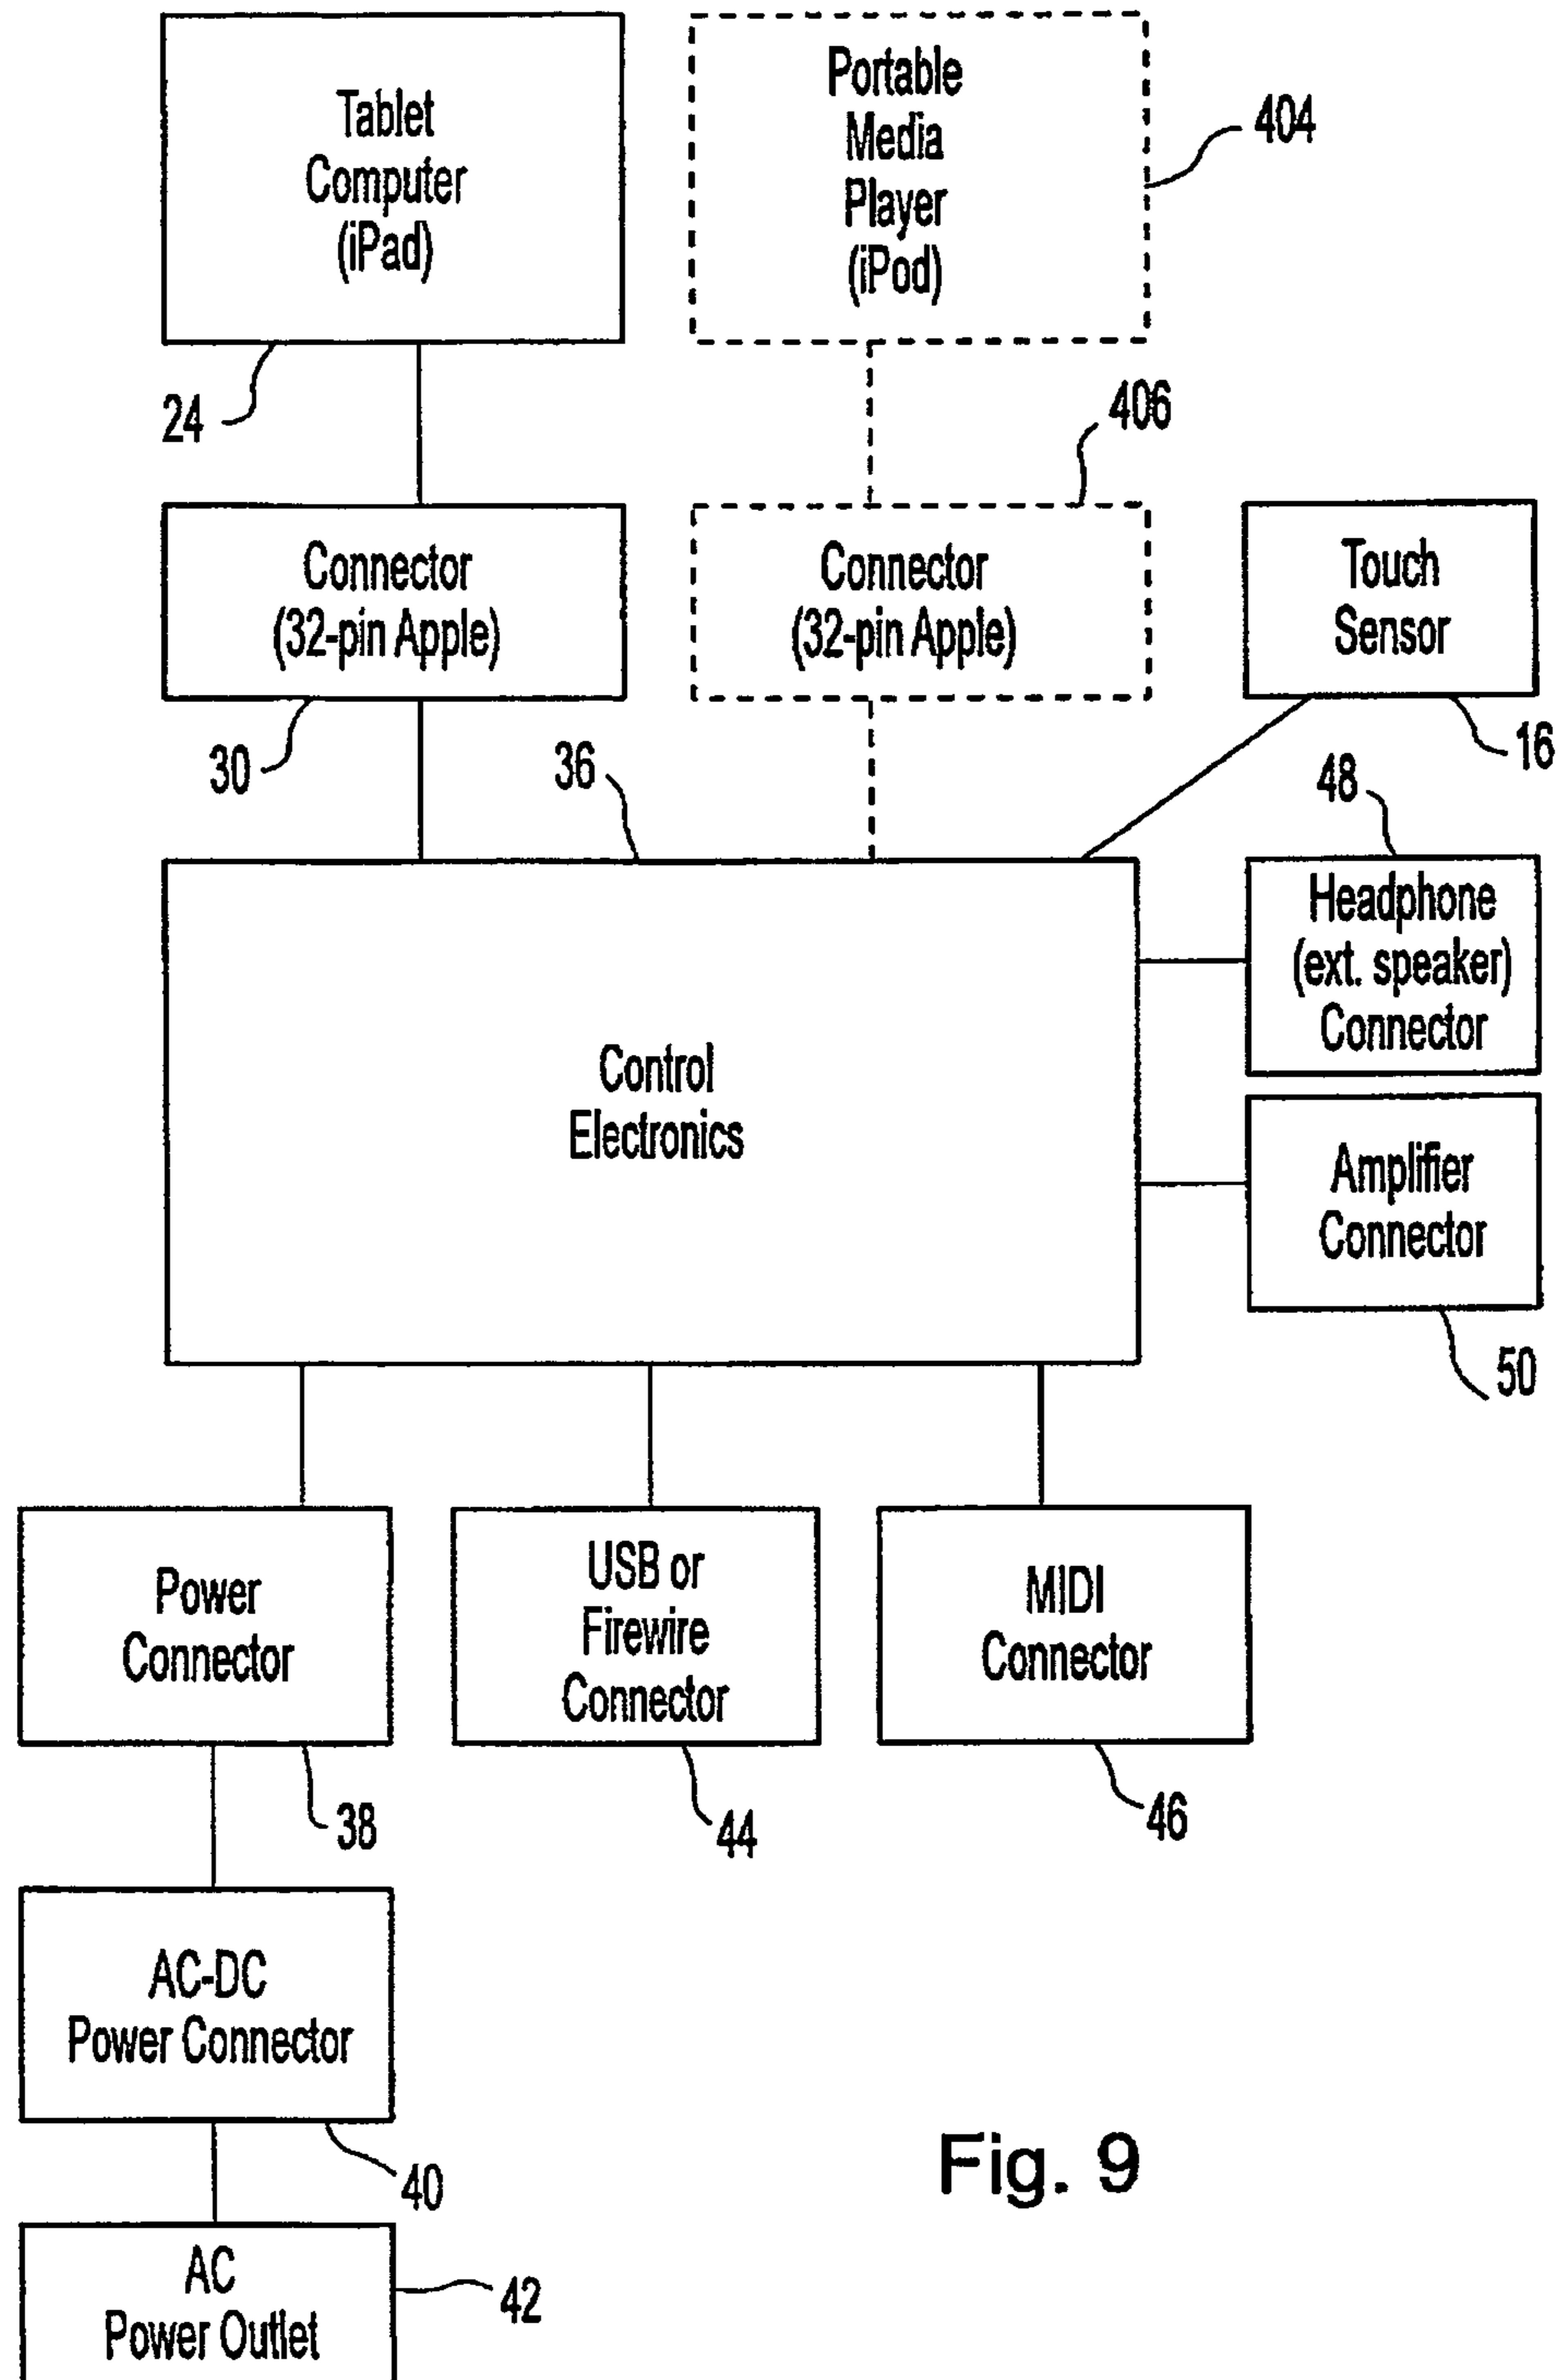 Tablet
Computer
(iPad)
24
Portable
Media
Player
(iPod)
404
406
Connector
(32-pin Apple)
30
Connector
(32-pin Apple)
Touch
Sensor
16
36
48
Headphone
(ext. speaker)
Connector
Control
Electronics
Amplifier
Connector
50
Power
Connector
38
USB or
Firewire
Connector
44
MIDI
Connector
46
AC-DC
Power Connector
40
AC
Power Outlet
42
Fig. 9